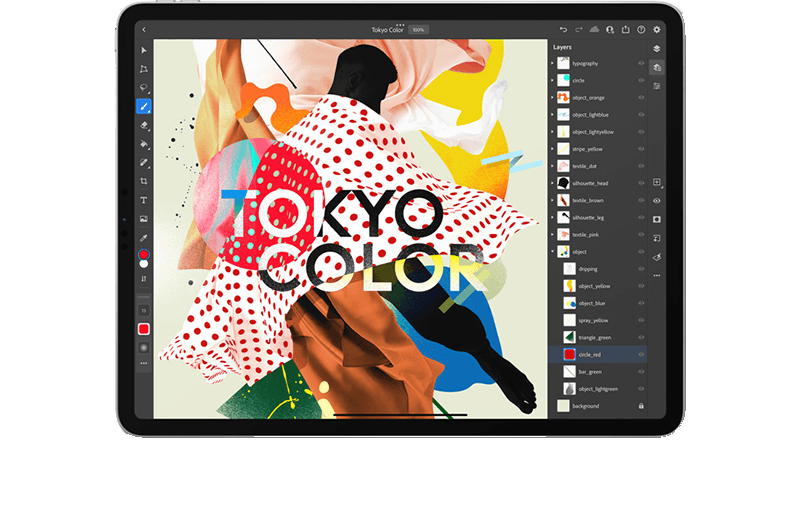 Tokyo Color 100%
Layers
typography
circle
object_orange
object_lightblue
object_lightyellow
stripe_yellow
textile_dot
silhouette_head
textile_brown
silhouette_leg
textile_pink
object
dripping
object_yellow
object_blue
spray_yellow
triangle_green
circle_red
bar_green
object_lightgreen
background
TOKYO
COLOR